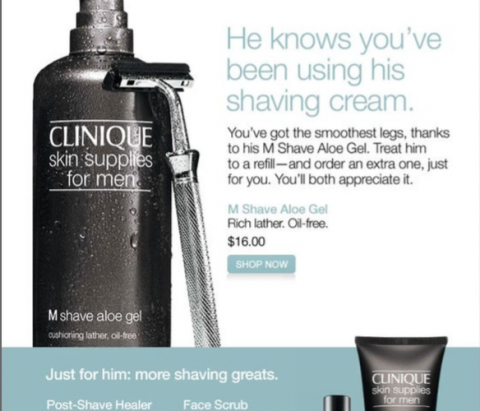 He knows you've
been using his
shaving cream.
You've got the smoothest legs, thanks
to his M Shave Aloe Gel. Treat him
to a refill—and order an extra one, just
for you. You'll both appreciate it.
M Shave Aloe Gel
Rich lather. Oil-free.
$16.00
SHOP NOW
CLINIQUE
skin supplies
for men
M shave aloe gel
cushioning lather, oil-free
Just for him: more shaving greats.
Post-Shave Healer
Face Scrub
CLINIQUE
skin supplies
for men